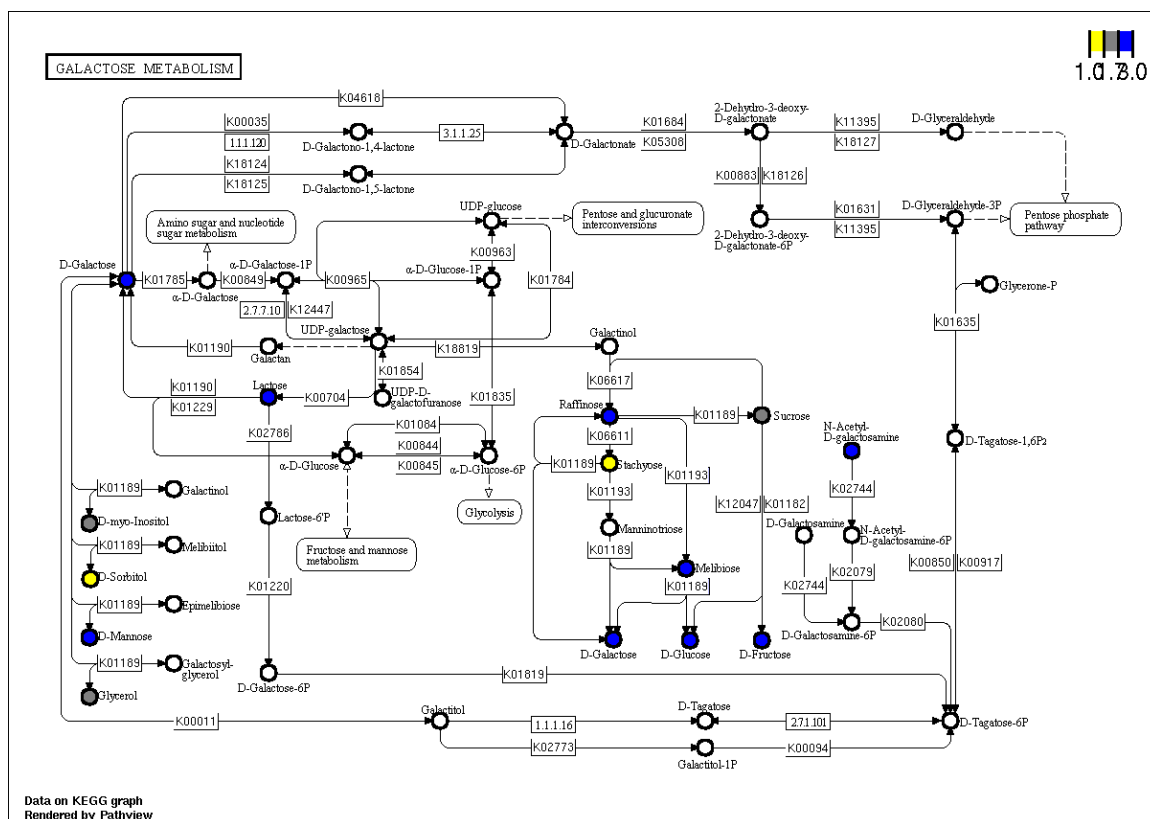 GALACTOSE METABOLISM
K04618
K00035
1.1.1.120
D-Galactono-1,4-lactone
3.1.1.25
D-Galactonate
K01684
K05308
2-Dehydro-3-deoxy-
D-galactonate
K11395
K18127
D-Glyceraldehyde
K18124
K18125
D-Galactono-1,5-lactone
K00883
K18126
Amino sugar and nucleotide
sugar metabolism
UDP-glucose
Pentose and glucuronate
interconversions
2-Dehydro-3-deoxy-
D-galactonate-6P
K01631
K11395
D-Glyceraldehyde-3P
Pentose phosphate
pathway
D-Galactose
K01785
α-D-Galactose
K00849
α-D-Galactose-1P
K00965
α-D-Glucose-1P
K00963
K01784
2.7.7.10
K12447
Glycerone-P
K01635
UDP-galactose
K18819
Galactinol
K01190
Galactan
K01854
UDP-D-
galactofuranose
K01190
K01229
Lactose
K00704
K01835
K06617
Raffinose
K01189
Sucrose
K02786
K01084
K00844
K00845
α-D-Glucose
α-D-Glucose-6P
K06611
K01189
Stachyose
K01193
K01193
N-Acetyl-
D-galactosamine
D-Tagatose-1,6P2
K01189
Galactinol
D-myo-Inositol
Lactose-6'P
Glycolysis
Fructose and mannose
metabolism
Manninotriose
K01189
K12047
K01182
K02744
D-Galactosamine
N-Acetyl-
D-galactosamine-6P
K01189
Melibiitol
D-Sorbitol
K01220
Melibiose
K01189
K02744
K02079
K00850
K00917
K01189
Epimelibiose
D-Mannose
D-Galactose
D-Glucose
D-Fructose
D-Galactosamine-6P
K02080
K01189
Galactosyl-
glycerol
Glycerol
D-Galactose-6P
K01819
K00011
Galactitol
1.1.1.16
D-Tagatose
2.7.1.101
D-Tagatose-6P
K02773
Galactitol-1P
K00094
Data on KEGG graph
Rendered by Pathview